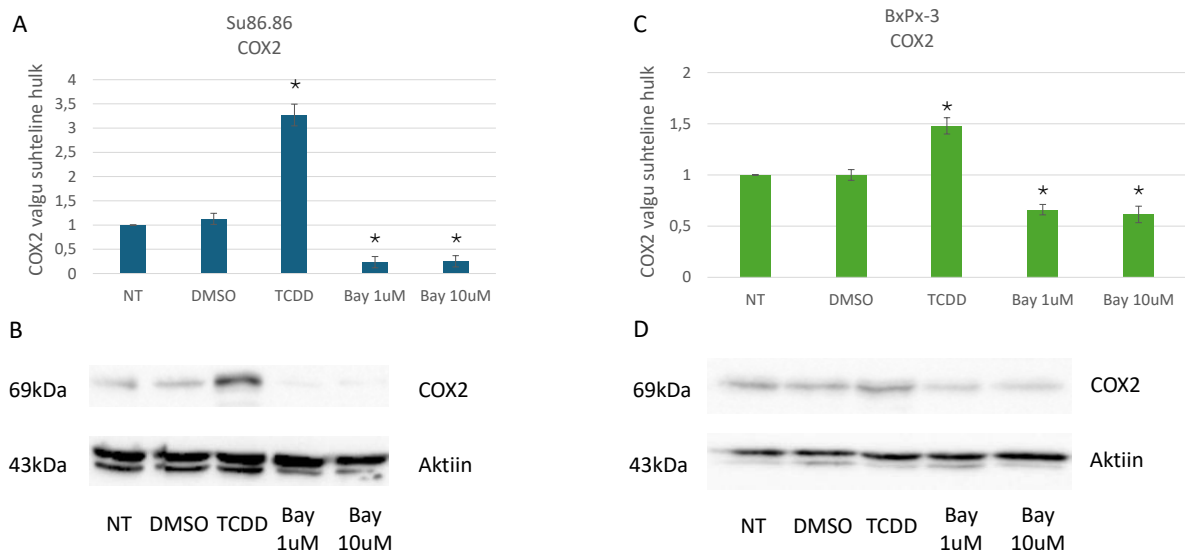 A
Su86.86
COX2
COX2 valgu suhteline hulk
4
3,5
3
2,5
2
1,5
1
0,5
0
*
*
*
NT
DMSO
TCDD
Bay 1uM
Bay 10uM
B
69kDa
COX2
43kDa
Aktiin
NT
DMSO
TCDD
Bay
1uM
Bay
10uM
C
BxPx-3
COX2
COX2 valgu suhteline hulk
2
1,5
1
0,5
0
*
*
*
NT
DMSO
TCDD
Bay 1uM
Bay 10uM
D
69kDa
COX2
43kDa
Aktiin
NT
DMSO
TCDD
Bay
1uM
Bay
10uM